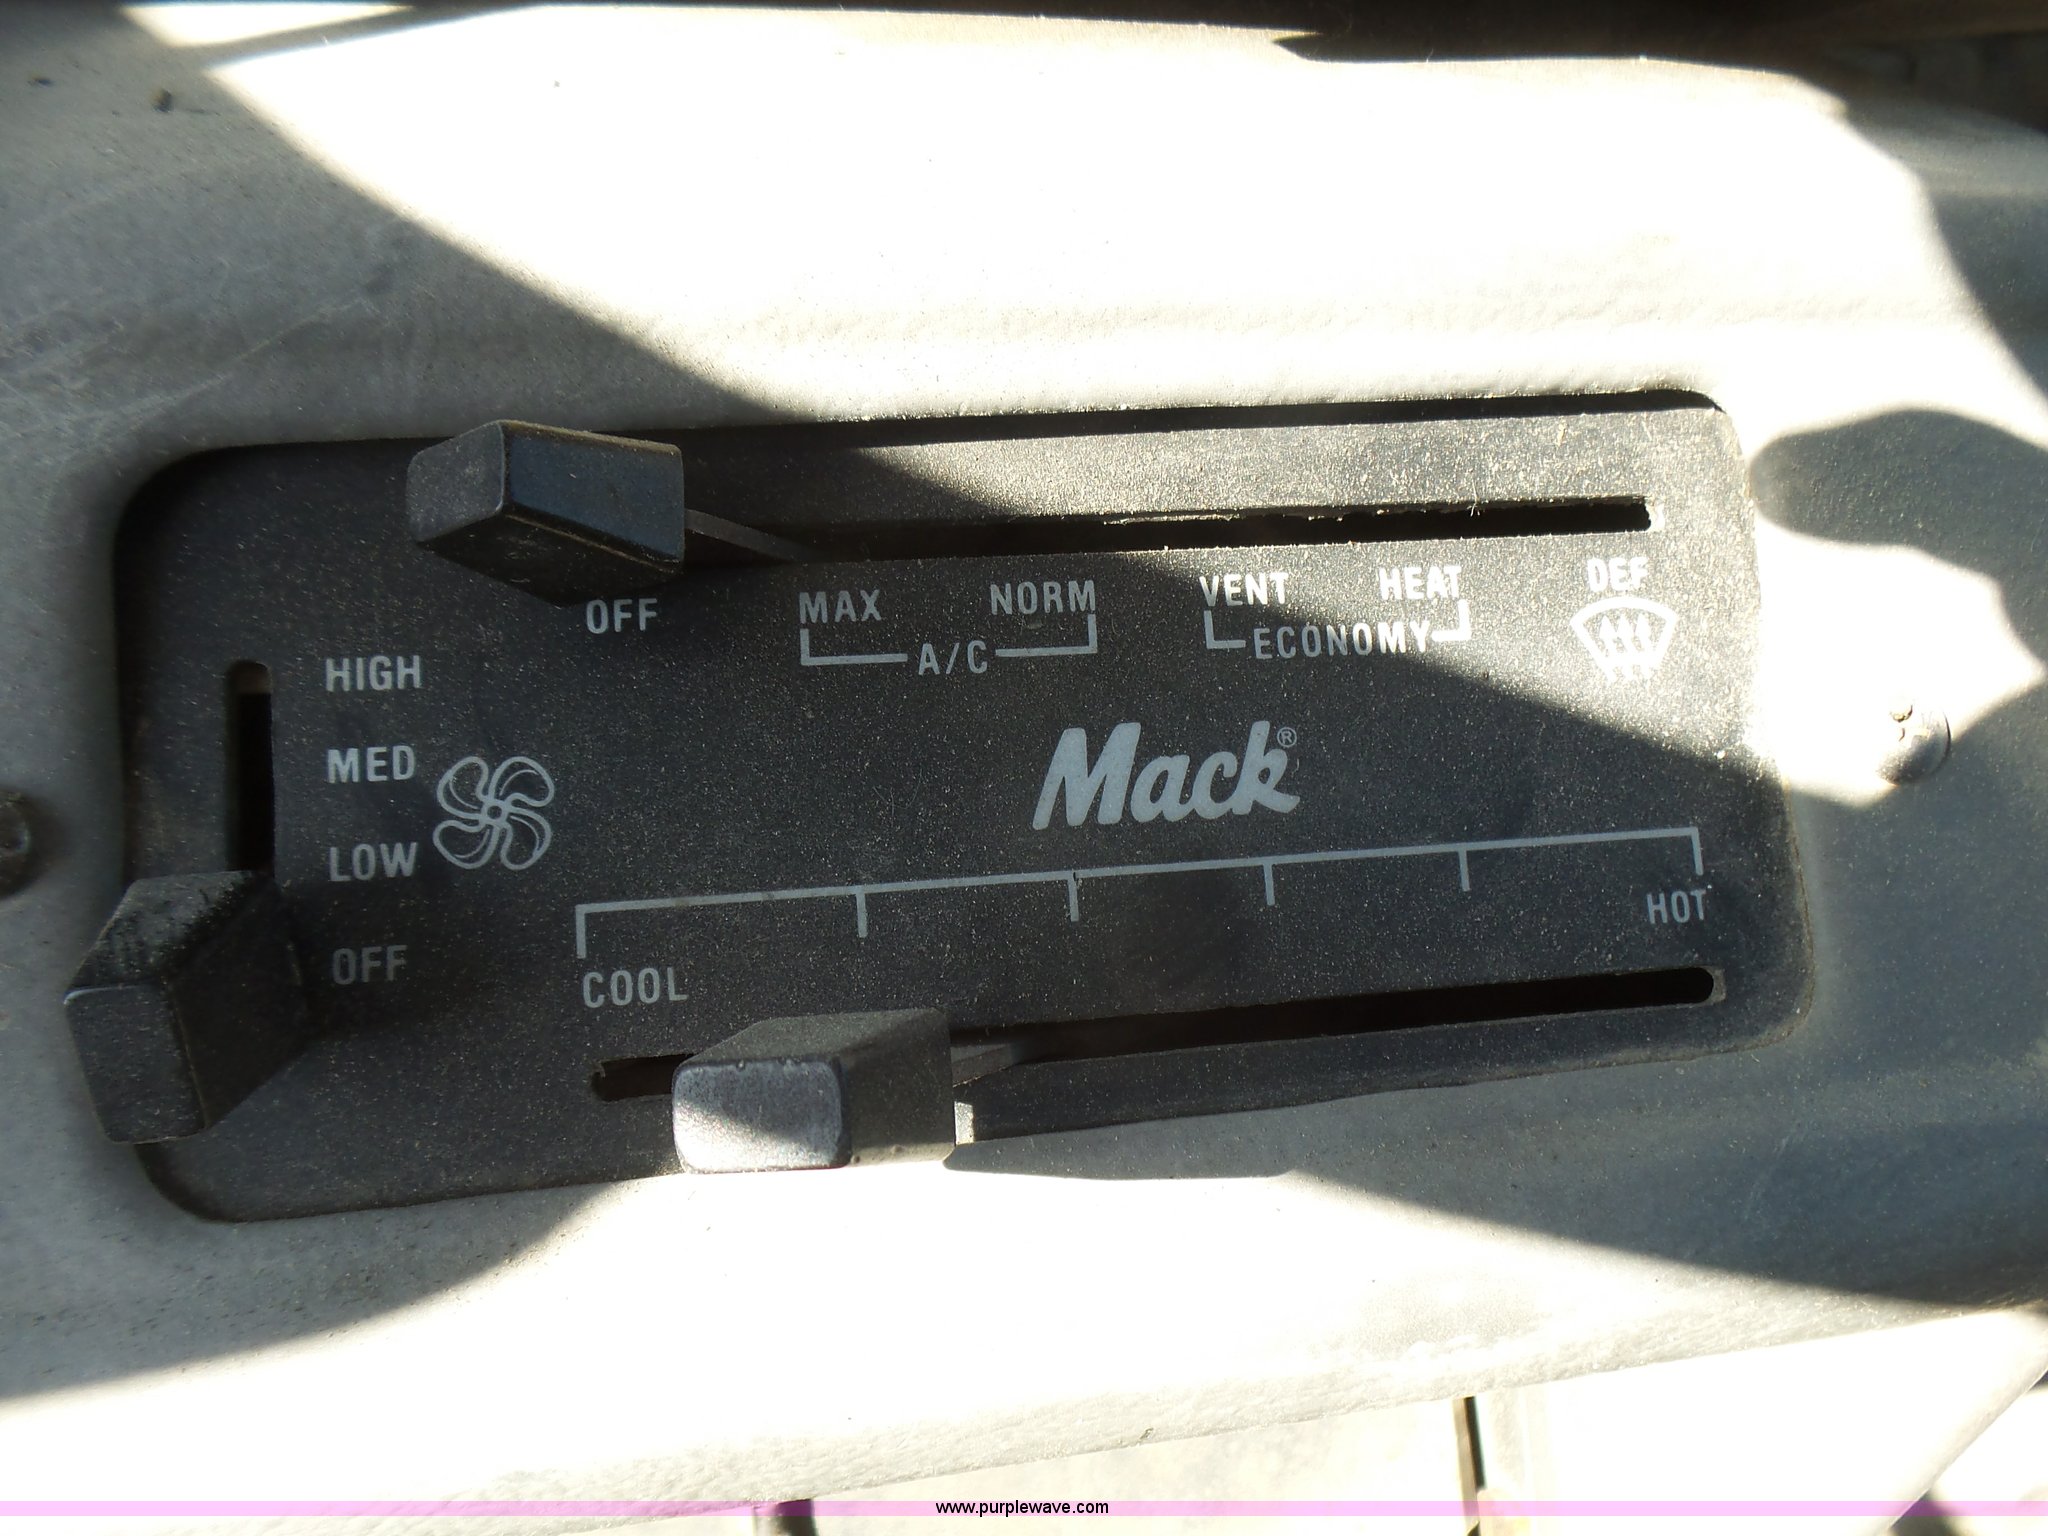 OFF
MAX NORM
A/C
VENT HEAT
ECONOMY
DEF
HIGH
MED
LOW
OFF
Mack®
COOL
HOT
www.purplewave.com